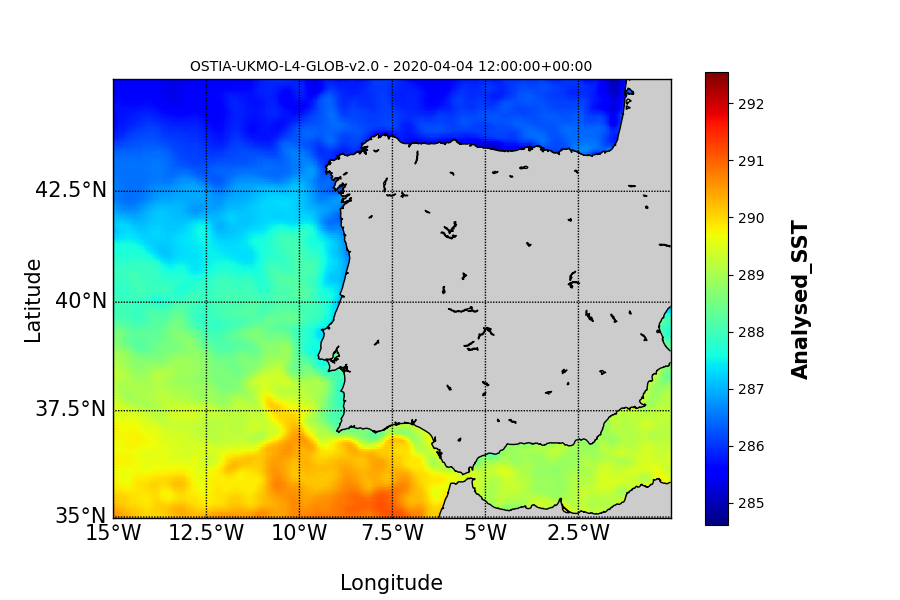 OSTIA-UKMO-L4-GLOB-v2.0 - 2020-04-04 12:00:00+00:00
42.5°N
40°N
37.5°N
35°N
Latitude
15°W 12.5°W 10°W 7.5°W 5°W 2.5°W
Longitude
292
291
290
289
288
287
286
285
Analysed_SST